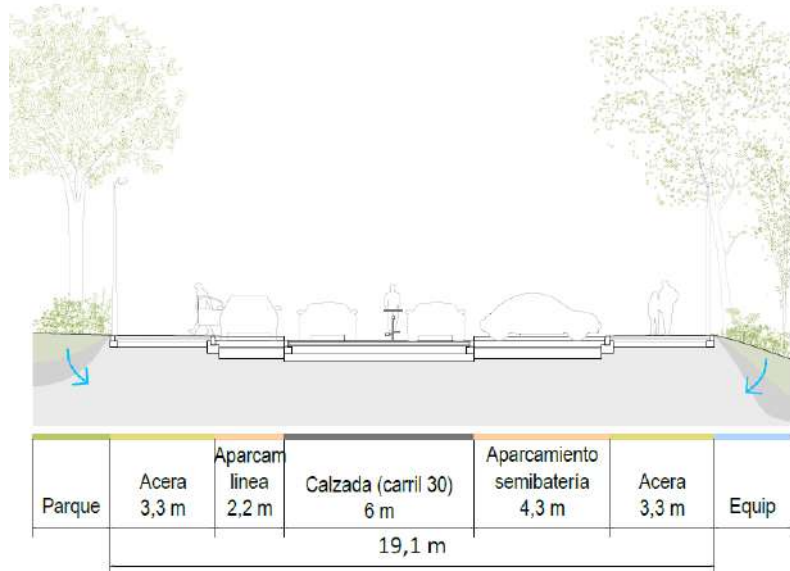 Parque
Acera
3,3 m
Aparcam
linea
2,2 m
Calzada (carril 30)
6 m
Aparcamiento
semibatería
4,3 m
Acera
3,3 m
Equip
19,1 m